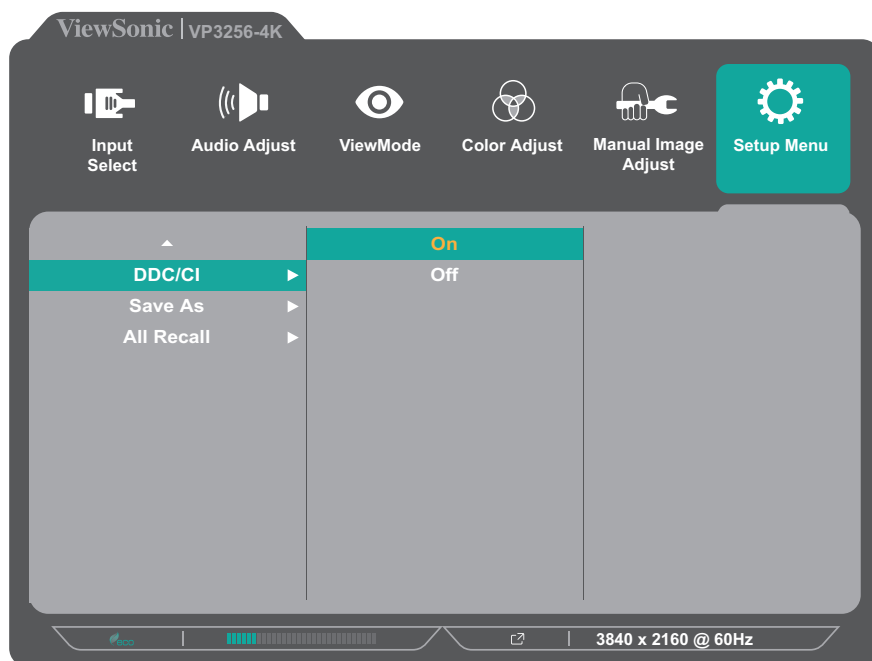 ViewSonic VP3256-4K
Input
Select
Audio Adjust
ViewMode
Color Adjust
Manual Image
Adjust
Setup Menu
On
DDC/CI
Off
Save As
All Recall
eco
3840 x 2160 @ 60Hz